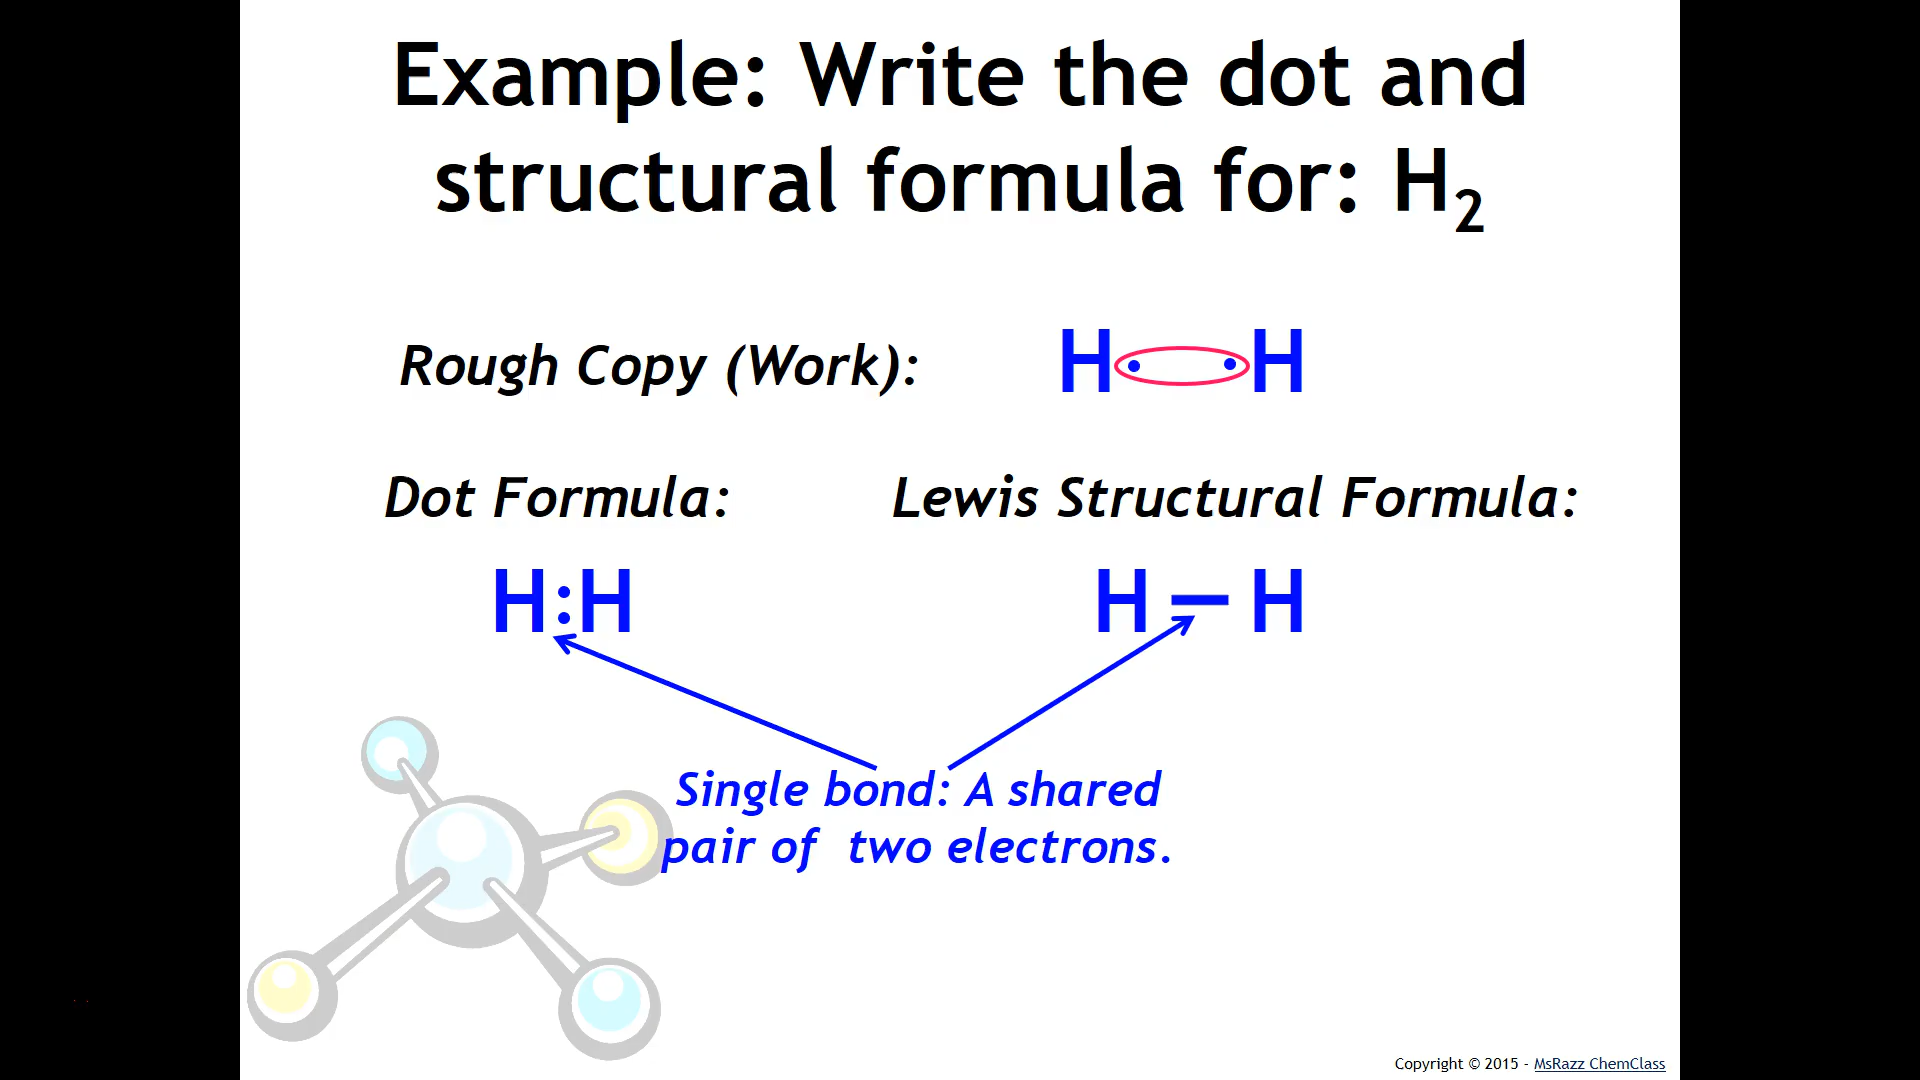 Example: Write the dot and
structural formula for: H₂
Rough Copy (Work):
H••H
Dot Formula:
Lewis Structural Formula:
H:H
H — H
Single bond: A shared
pair of two electrons.
Copyright © 2015 - MsRazz ChemClass